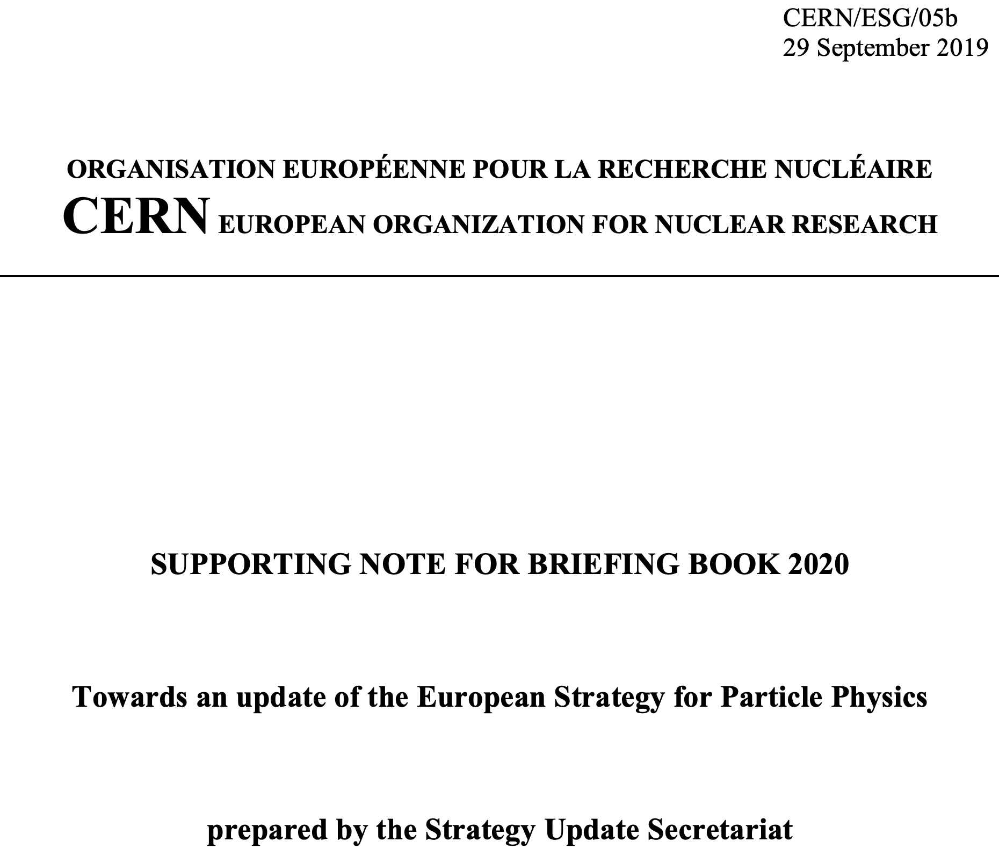 CERN/ESG/05b
29 September 2019
ORGANISATION EUROPÉENNE POUR LA RECHERCHE NUCLÉAIRE
CERN EUROPEAN ORGANIZATION FOR NUCLEAR RESEARCH
SUPPORTING NOTE FOR BRIEFING BOOK 2020
Towards an update of the European Strategy for Particle Physics
prepared by the Strategy Update Secretariat